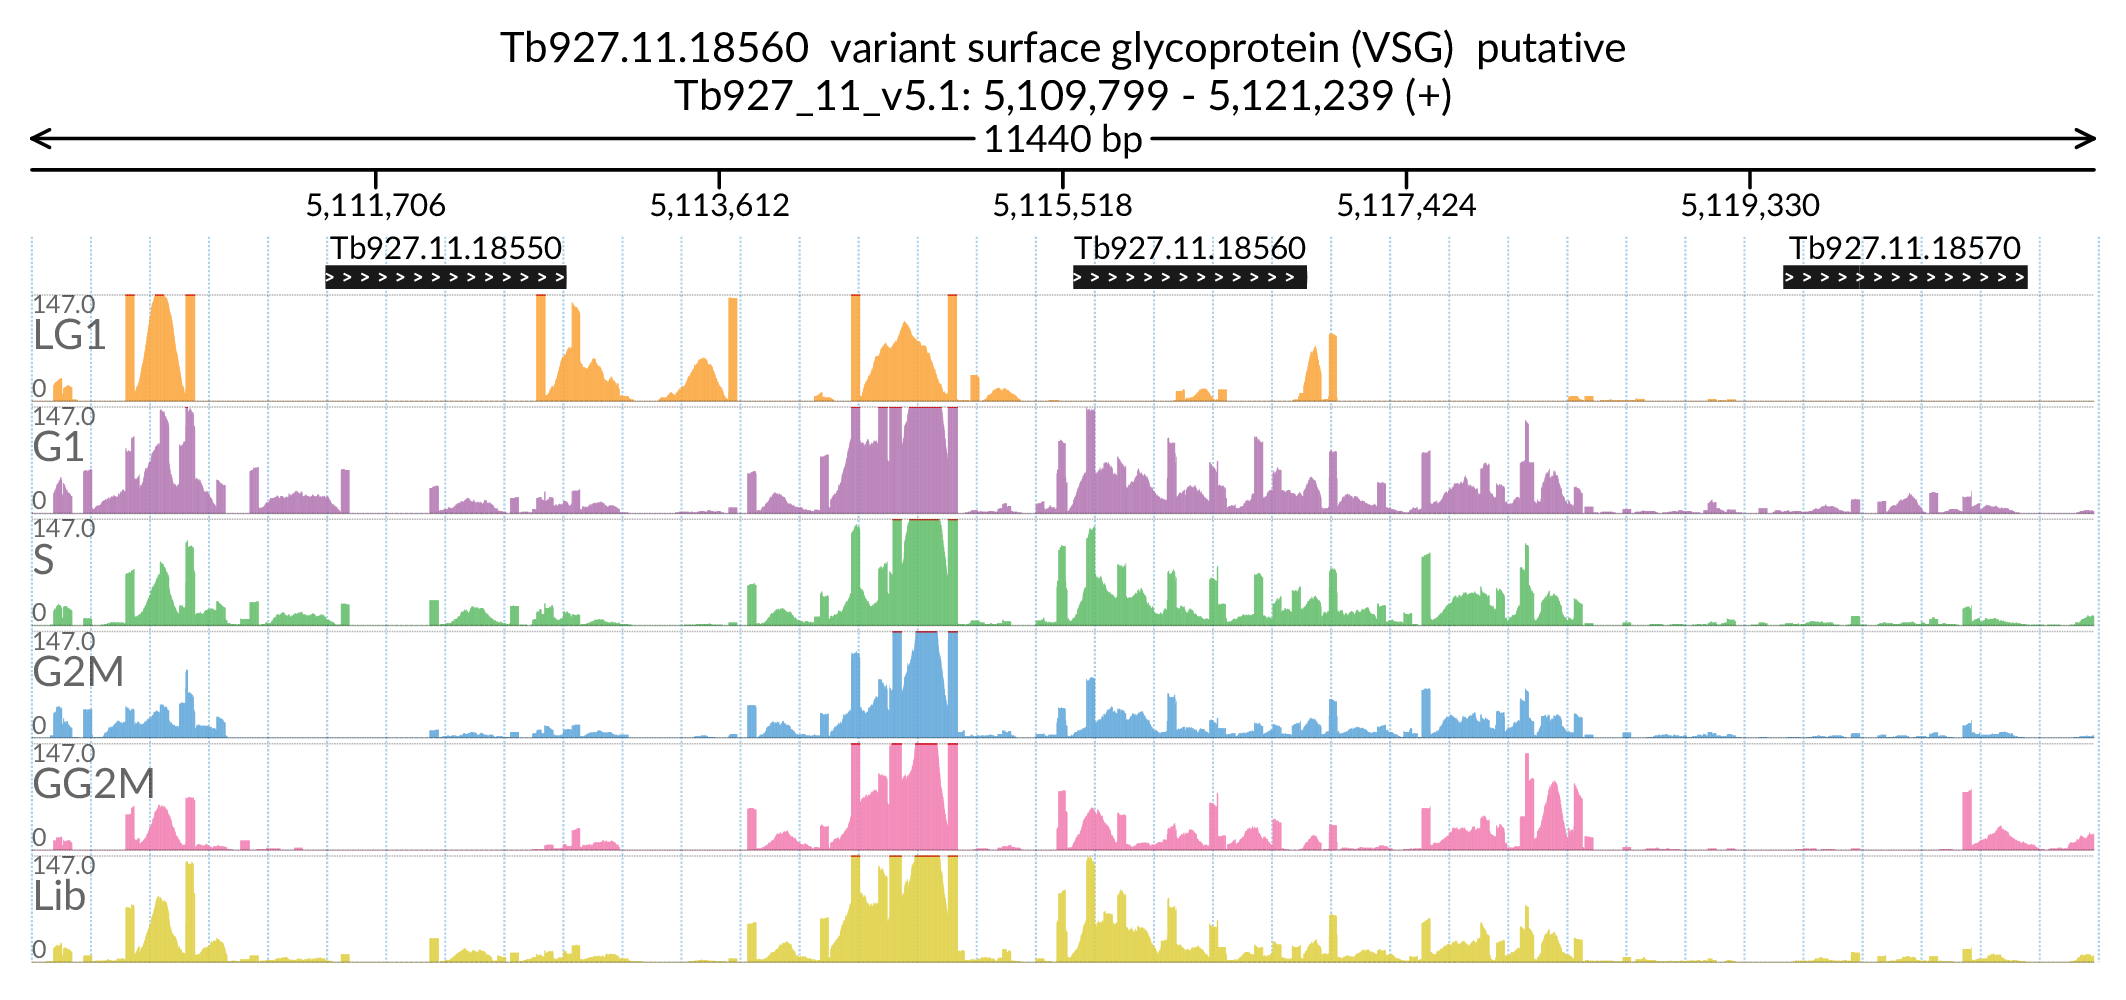 Tb927.11.18560  variant surface glycoprotein (VSG)  putative
Tb927_11_v5.1: 5,109,799 - 5,121,239 (+)
11440 bp
5,111,706 5,113,612 5,115,518 5,117,424 5,119,330
Tb927.11.18550 Tb927.11.18560 Tb927.11.18570
147.0
LG1
0
147.0
G1
0
147.0
S
0
147.0
G2M
0
147.0
GG2M
0
147.0
Lib
0